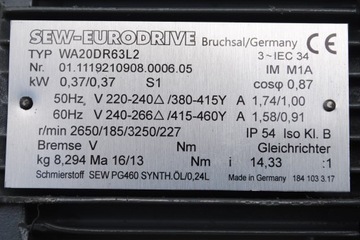 SEW-EURODRIVE Bruchsal/Germany CE
TYP WA20DR63L2 3~IEC 34
Nr 01.1119210908.0006.05 IM M1A
kW 0,37/0,37 S1 cosφ 0,87
50Hz V 220-240△/380-415Y A 1,74/1,00
60Hz V 240-266△/415-460Y A 1,58/0,91
r/min 2650/185/3250/227 IP 54 Iso Kl. B
Bremse V Nm Gleichrichter
kg 8,294 Ma 16/13 Nm i 14,33 :1
Schmierstoff SEW PG460 SYNTH.ÖL/0,24L Made in Germany 184 103 3.17